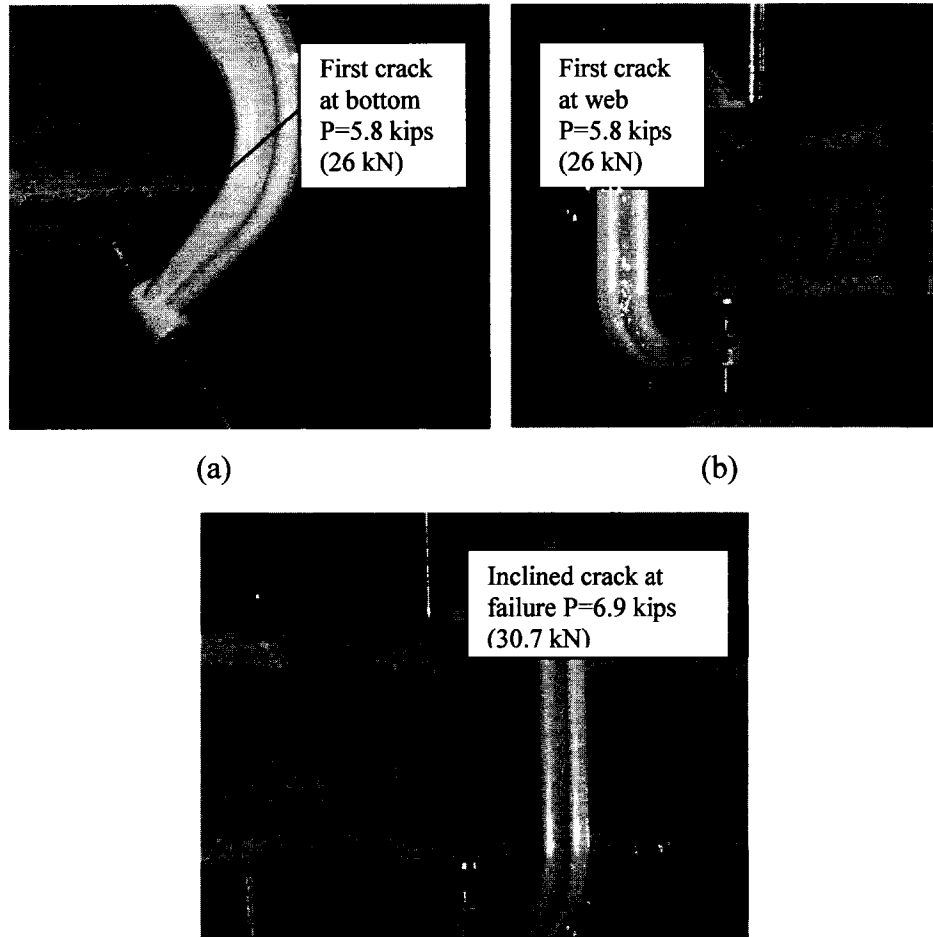 First crack
at bottom
P=5.8 kips
(26 kN)
First crack
at web
P=5.8 kips
(26 kN)
(a)
(b)
Inclined crack at
failure P=6.9 kips
(30.7 kN)